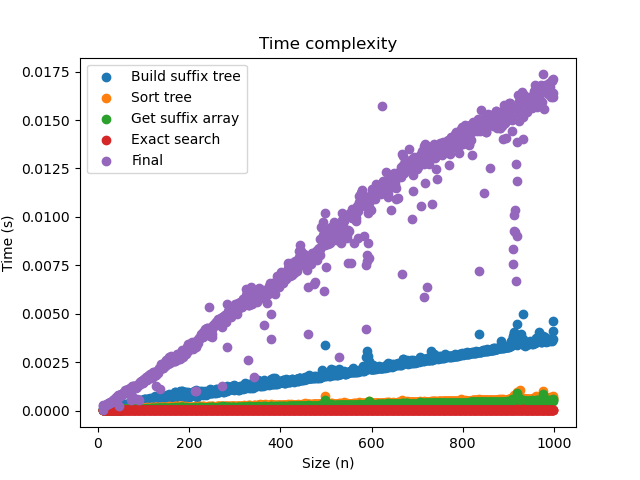 Time complexity
Build suffix tree
Sort tree
Get suffix array
Exact search
Final
Time (s)
0.0175
0.0150
0.0125
0.0100
0.0075
0.0050
0.0025
0.0000
0
200
400
600
800
1000
Size (n)